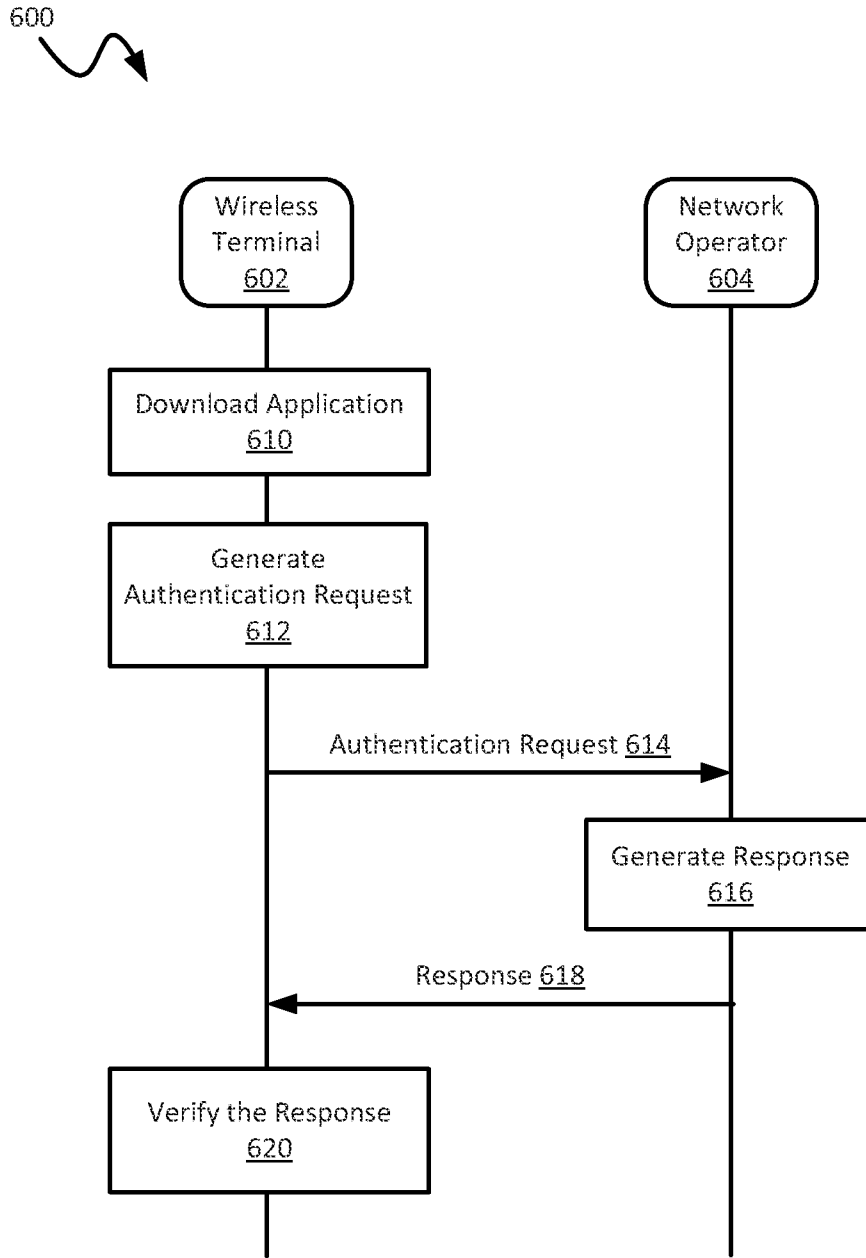 600
Wireless
Terminal
602
Network
Operator
604
Download Application
610
Generate
Authentication Request
612
Authentication Request 614
Generate Response
616
Response 618
Verify the Response
620